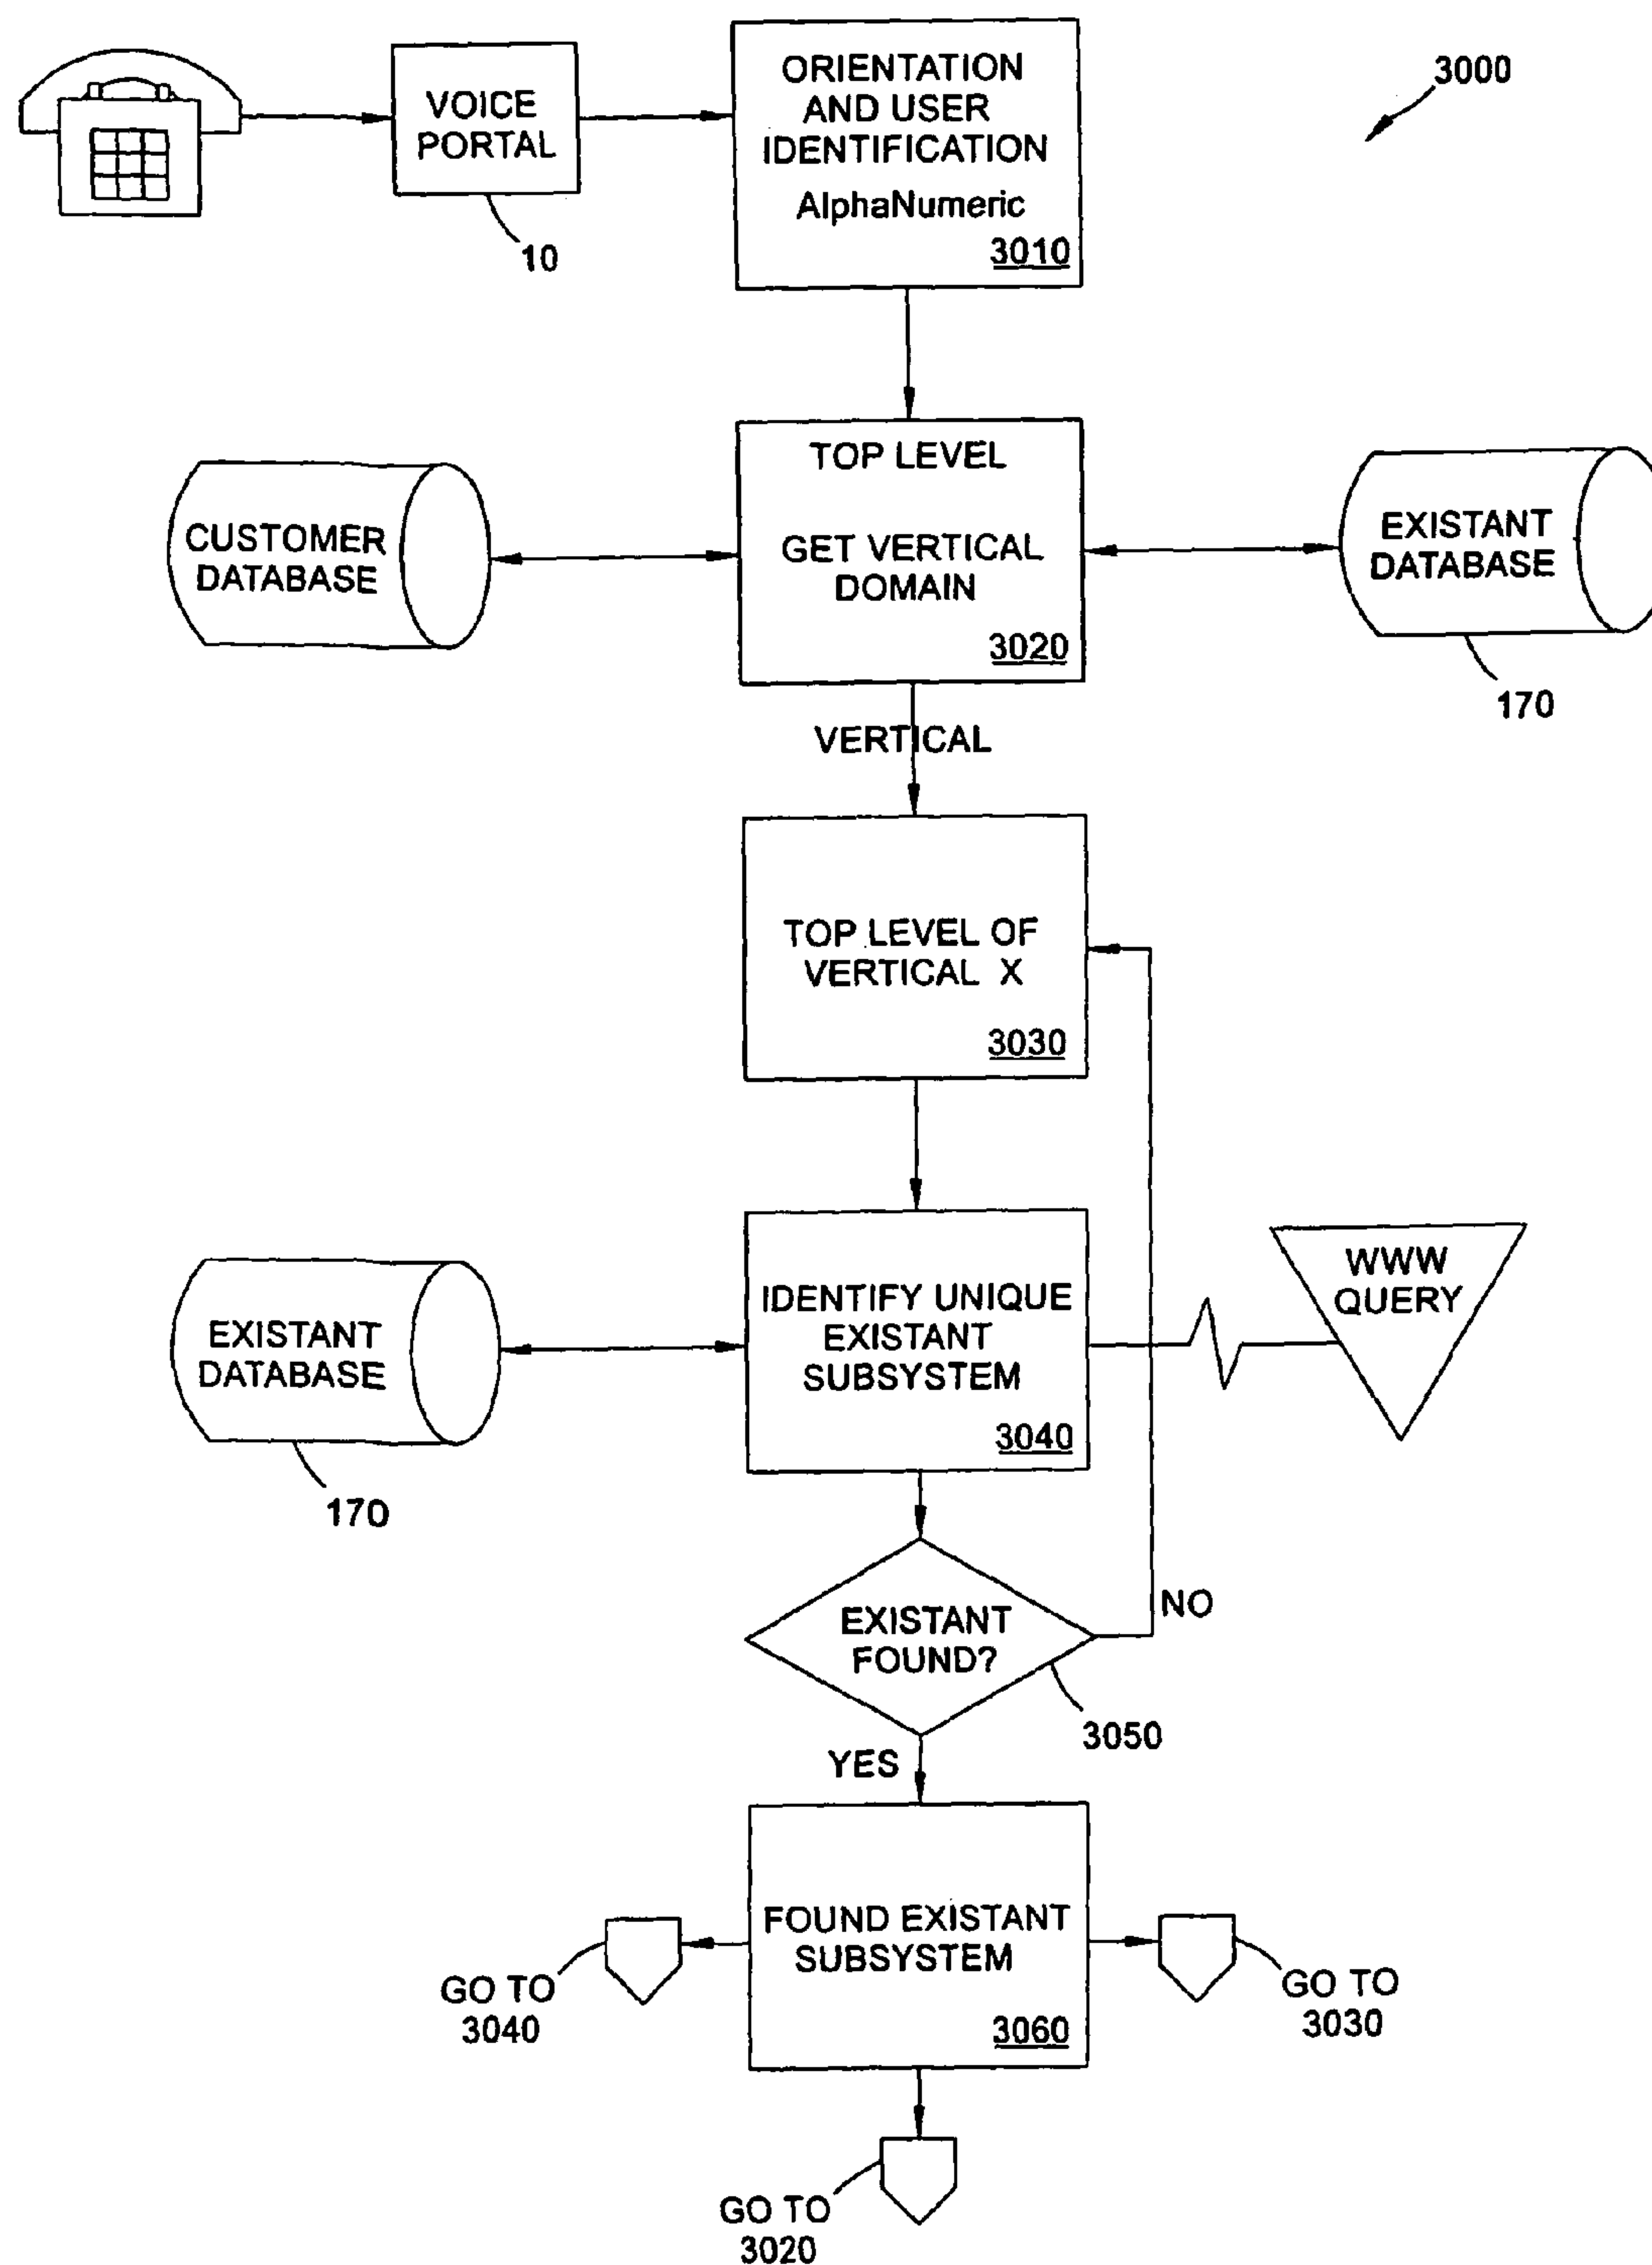 VOICE
PORTAL
10
ORIENTATION
AND USER
IDENTIFICATION
AlphaNumeric
3010
3000
CUSTOMER
DATABASE
TOP LEVEL
GET VERTICAL
DOMAIN
3020
EXISTANT
DATABASE
170
VERTICAL
TOP LEVEL OF
VERTICAL X
3030
EXISTANT
DATABASE
170
IDENTIFY UNIQUE
EXISTANT
SUBSYSTEM
3040
WWW
QUERY
EXISTANT
FOUND?
NO
3050
YES
FOUND EXISTANT
SUBSYSTEM
3060
GO TO
3040
GO TO
3030
GO TO
3020